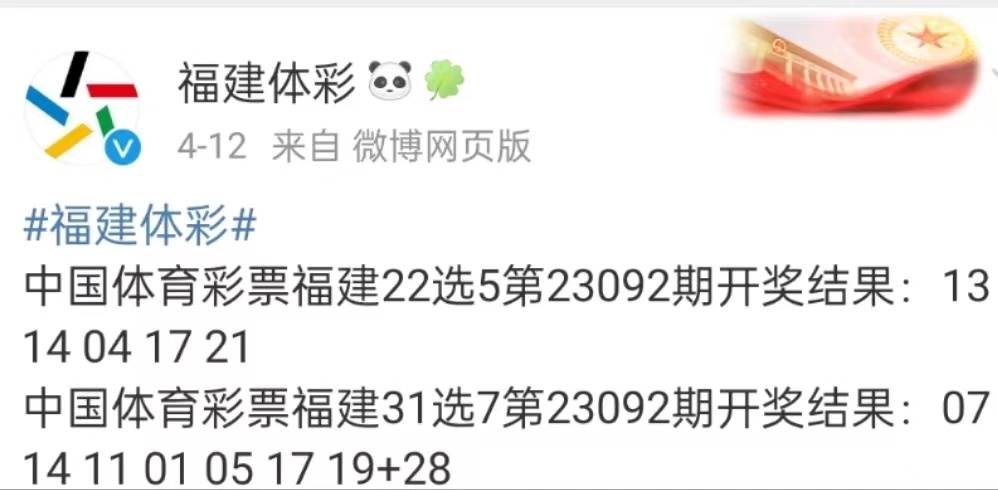 福建体彩🐼🍀
4-12 来自 微博网页版
#福建体彩#
中国体育彩票福建22选5第23092期开奖结果：13
14 04 17 21
中国体育彩票福建31选7第23092期开奖结果：07
14 11 01 05 17 19+28